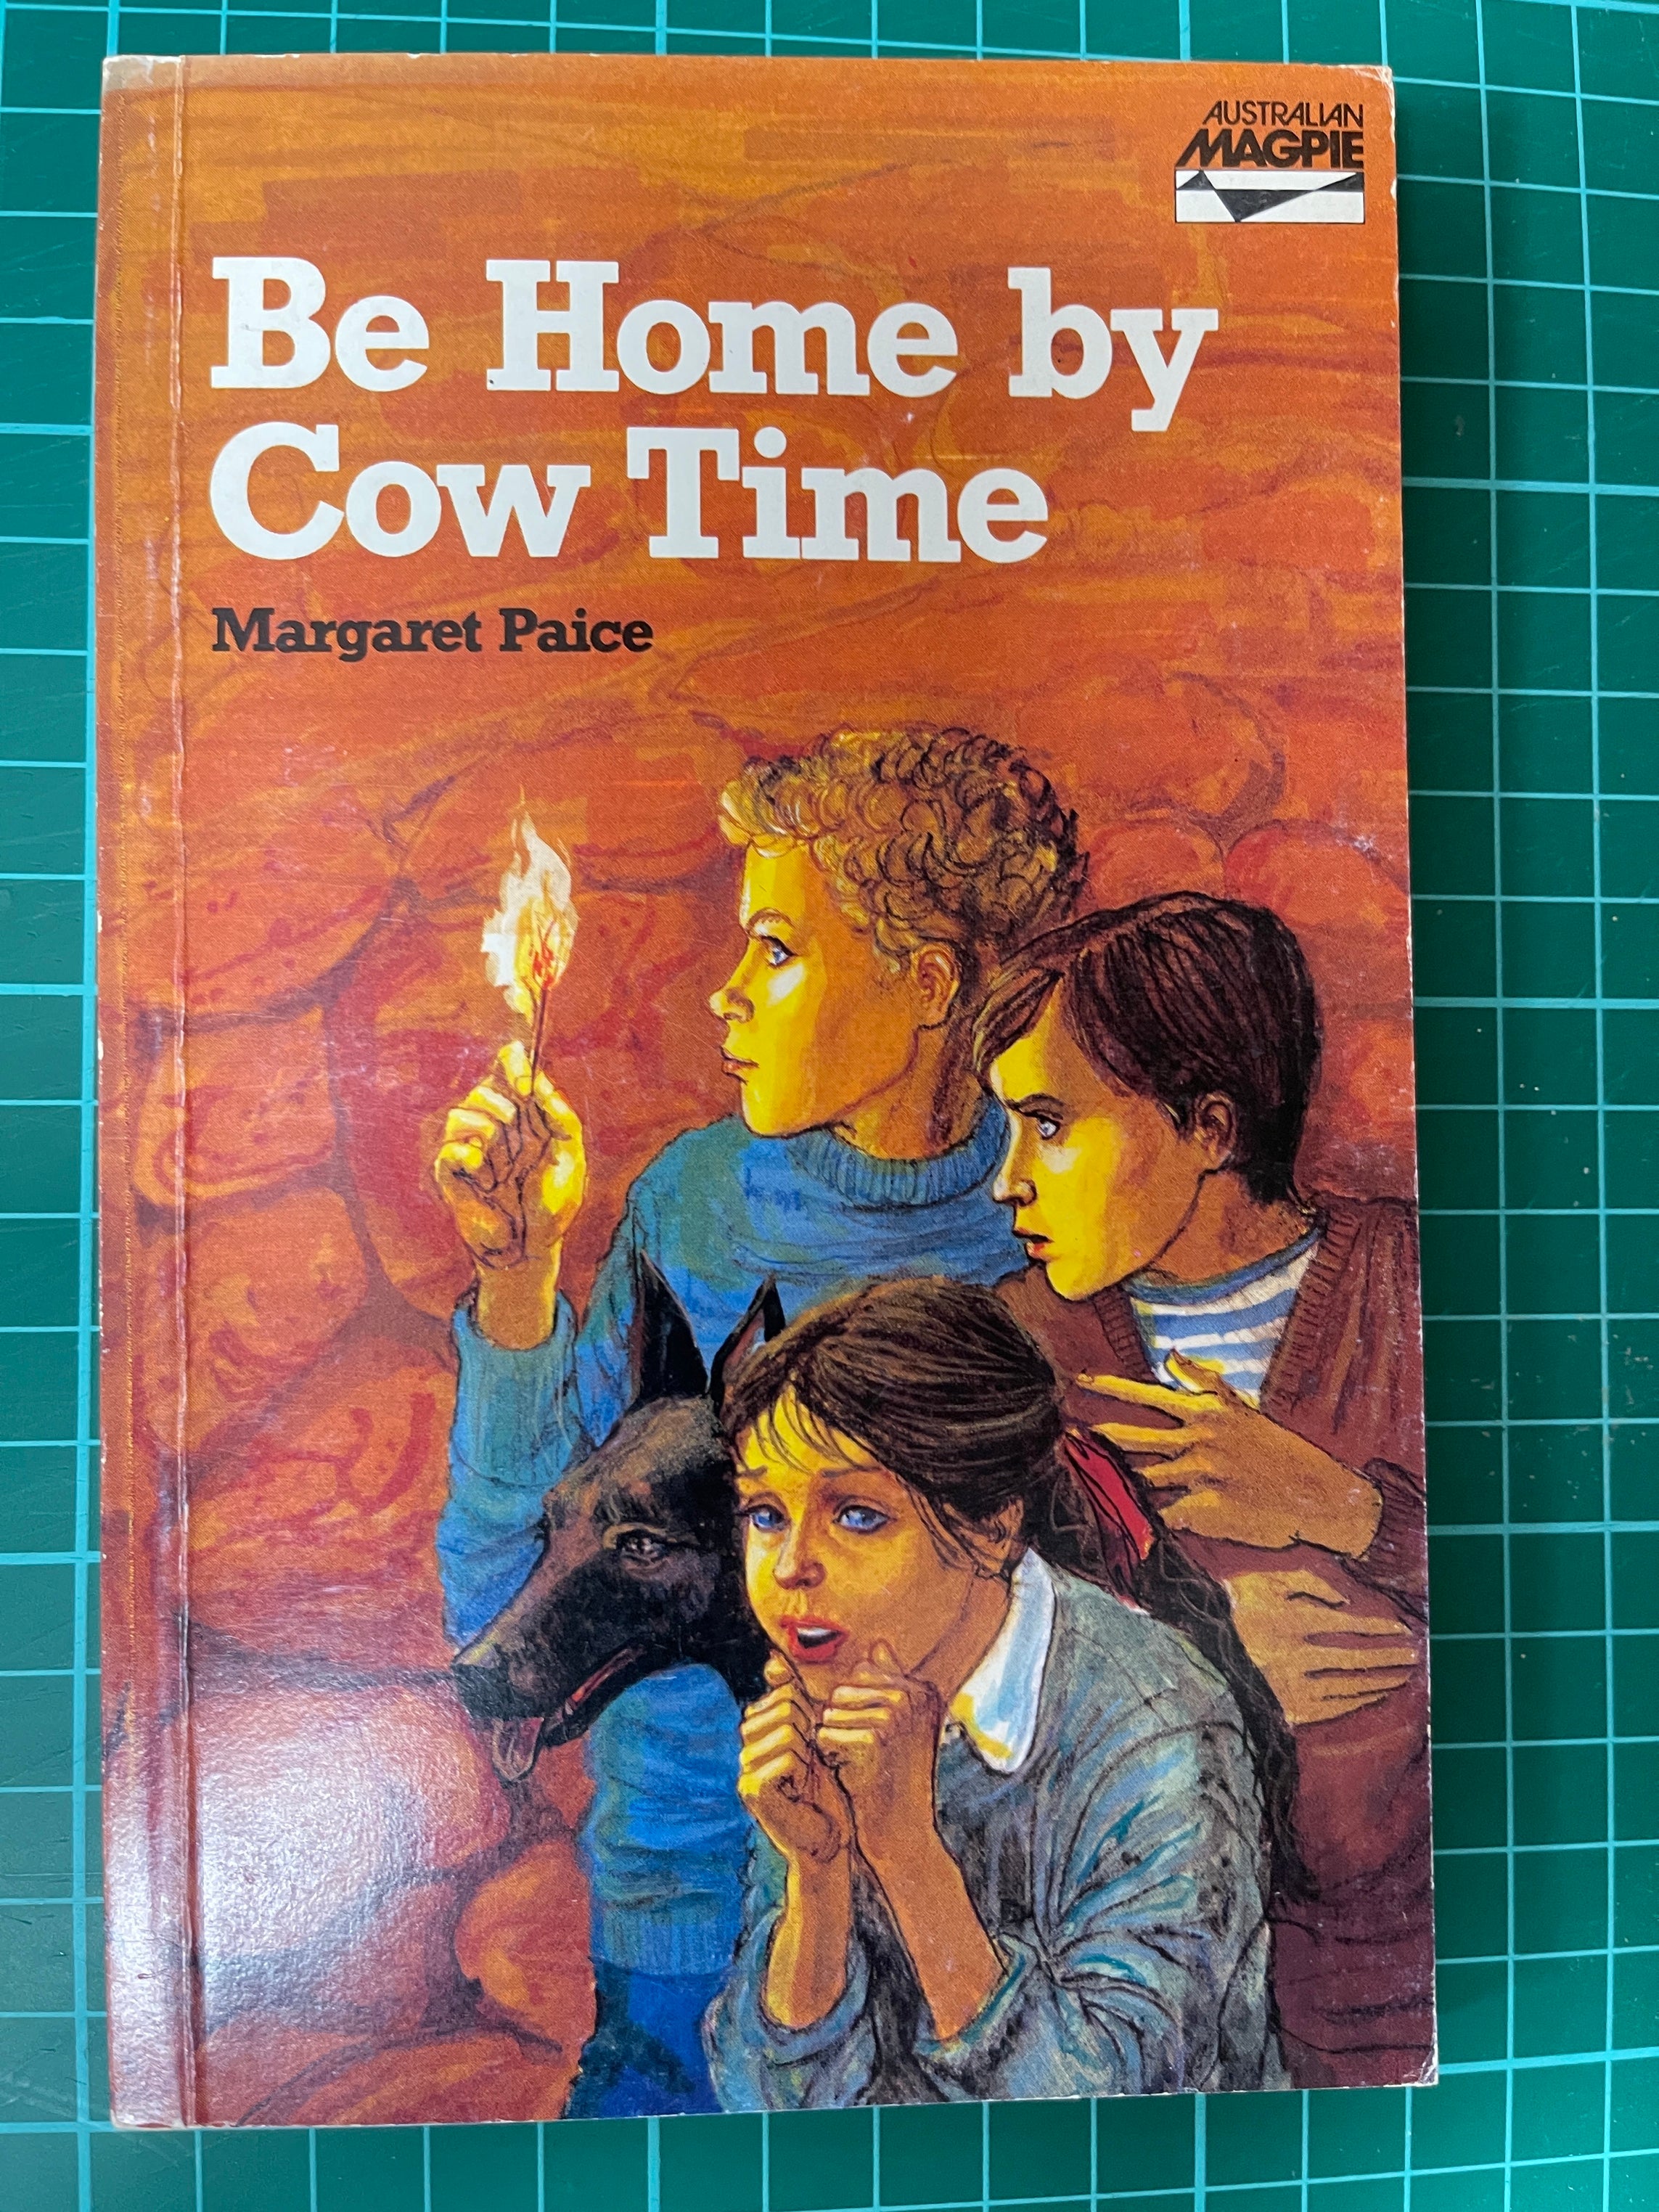 AUSTRALIAN
MAGPIE
Be Home by
Cow Time
Margaret Paice